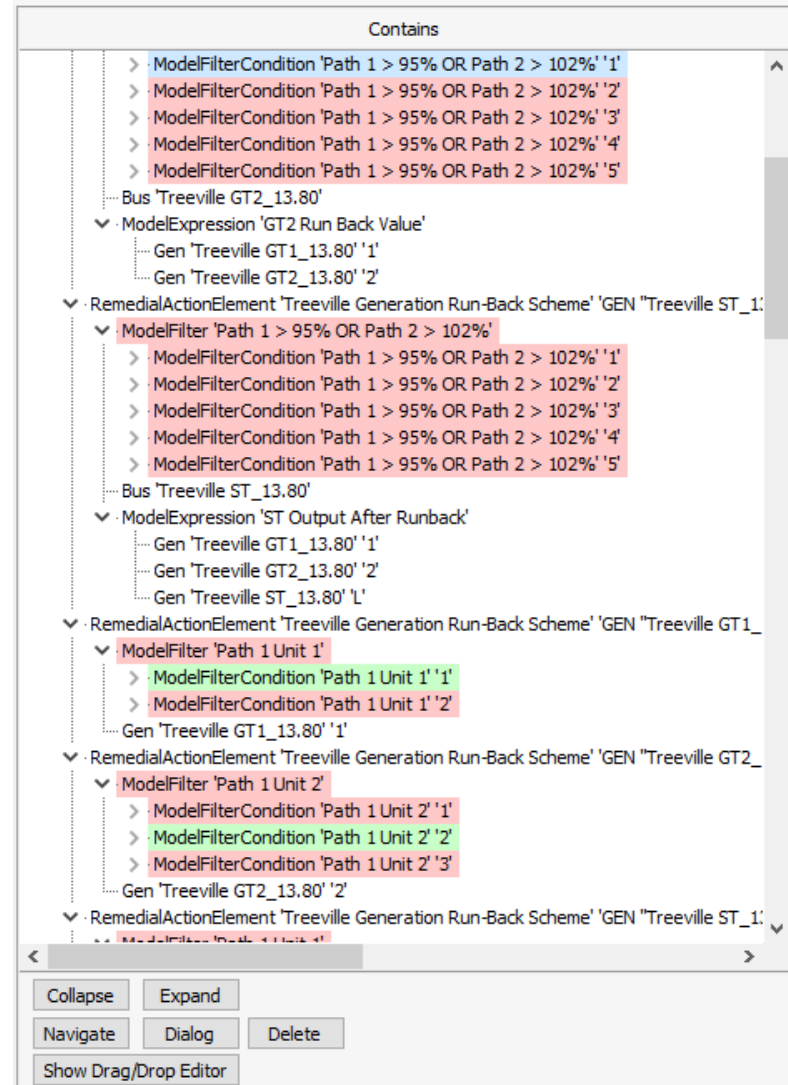 Contains
ModelFilterCondition 'Path 1 > 95% OR Path 2 > 102%' '1'
ModelFilterCondition 'Path 1 > 95% OR Path 2 > 102%' '2'
ModelFilterCondition 'Path 1 > 95% OR Path 2 > 102%' '3'
ModelFilterCondition 'Path 1 > 95% OR Path 2 > 102%' '4'
ModelFilterCondition 'Path 1 > 95% OR Path 2 > 102%' '5'
Bus 'Treeville GT2_13.80'
ModelExpression 'GT2 Run Back Value'
Gen 'Treeville GT1_13.80' '1'
Gen 'Treeville GT2_13.80' '2'
RemedialActionElement 'Treeville Generation Run-Back Scheme' 'GEN "Treeville ST_13
ModelFilter 'Path 1 > 95% OR Path 2 > 102%'
ModelFilterCondition 'Path 1 > 95% OR Path 2 > 102%' '1'
ModelFilterCondition 'Path 1 > 95% OR Path 2 > 102%' '2'
ModelFilterCondition 'Path 1 > 95% OR Path 2 > 102%' '3'
ModelFilterCondition 'Path 1 > 95% OR Path 2 > 102%' '4'
ModelFilterCondition 'Path 1 > 95% OR Path 2 > 102%' '5'
Bus 'Treeville ST_13.80'
ModelExpression 'ST Output After Runback'
Gen 'Treeville GT1_13.80' '1'
Gen 'Treeville GT2_13.80' '2'
Gen 'Treeville ST_13.80' 'L'
RemedialActionElement 'Treeville Generation Run-Back Scheme' 'GEN "Treeville GT1_
ModelFilter 'Path 1 Unit 1'
ModelFilterCondition 'Path 1 Unit 1' '1'
ModelFilterCondition 'Path 1 Unit 1' '2'
Gen 'Treeville GT1_13.80' '1'
RemedialActionElement 'Treeville Generation Run-Back Scheme' 'GEN "Treeville GT2_
ModelFilter 'Path 1 Unit 2'
ModelFilterCondition 'Path 1 Unit 2' '1'
ModelFilterCondition 'Path 1 Unit 2' '2'
ModelFilterCondition 'Path 1 Unit 2' '3'
Gen 'Treeville GT2_13.80' '2'
RemedialActionElement 'Treeville Generation Run-Back Scheme' 'GEN "Treeville ST_13
ModelFilter 'Path 1 Unit 1'
Collapse Expand
Navigate Dialog Delete
Show Drag/Drop Editor